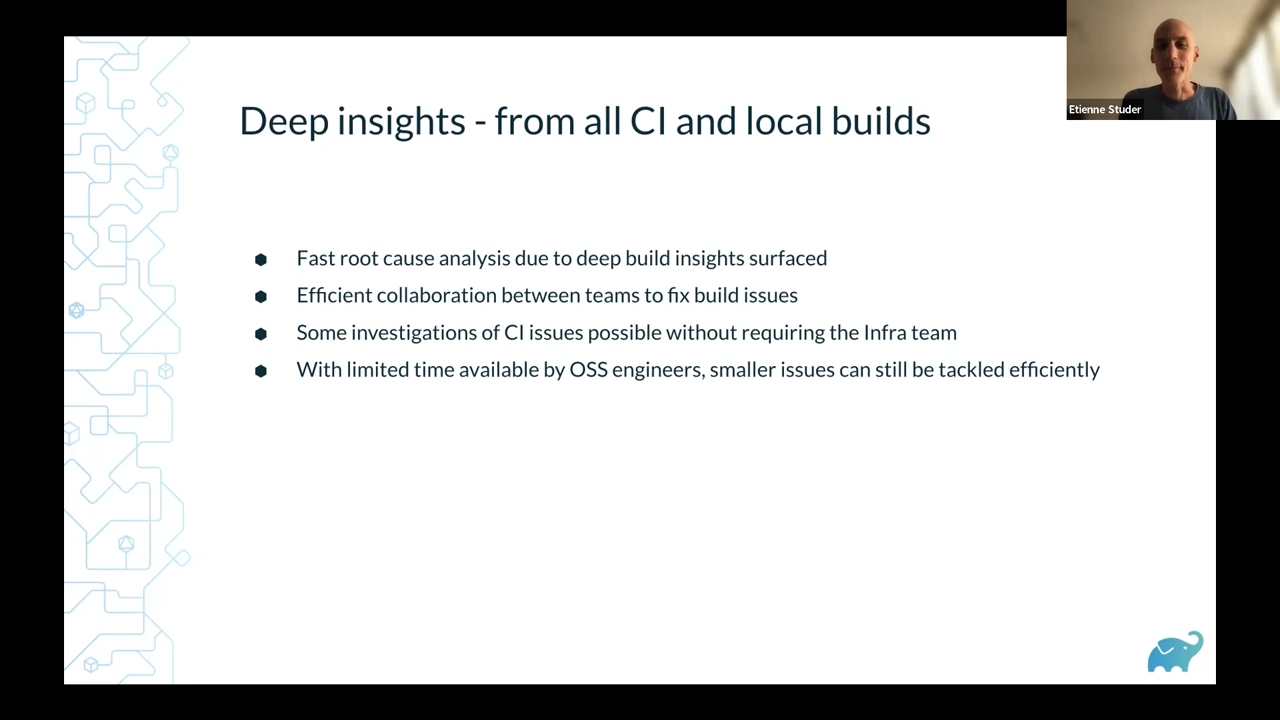 Deep insights - from all CI and local builds
Etienne Studer
Fast root cause analysis due to deep build insights surfaced
Efficient collaboration between teams to fix build issues
Some investigations of CI issues possible without requiring the Infra team
With limited time available by OSS engineers, smaller issues can still be tackled efficiently